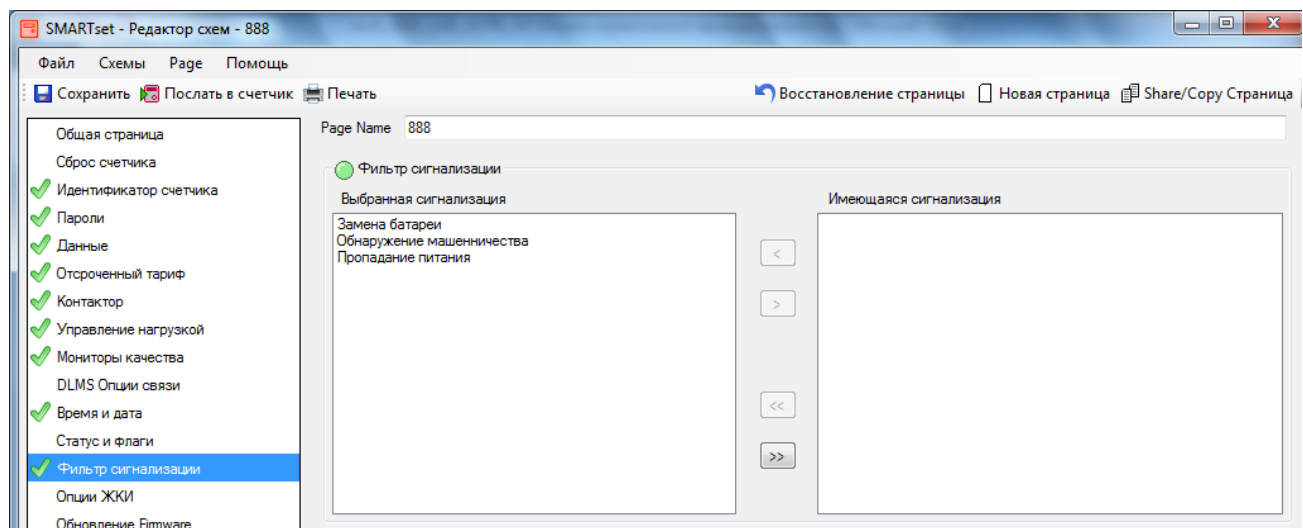 SMARTset - Редактор схем - 888
Файл Схемы Page Помощь
Сохранить Послать в счетчик Печать Восстановление страницы Новая страница Share/Copy Страница
Общая страница
Сброс счетчика
Идентификатор счетчика
Пароли
Данные
Отсроченный тариф
Контактор
Управление нагрузкой
Мониторы качества
DLMS Опции связи
Время и дата
Статус и флаги
Фильтр сигнализации
Опции ЖКИ
Обновление Firmware
Page Name 888
Фильтр сигнализации
Выбранная сигнализация
Замена батареи
Обнаружение машенничества
Пропадание питания
<
>
<<
>>
Имеющаяся сигнализация